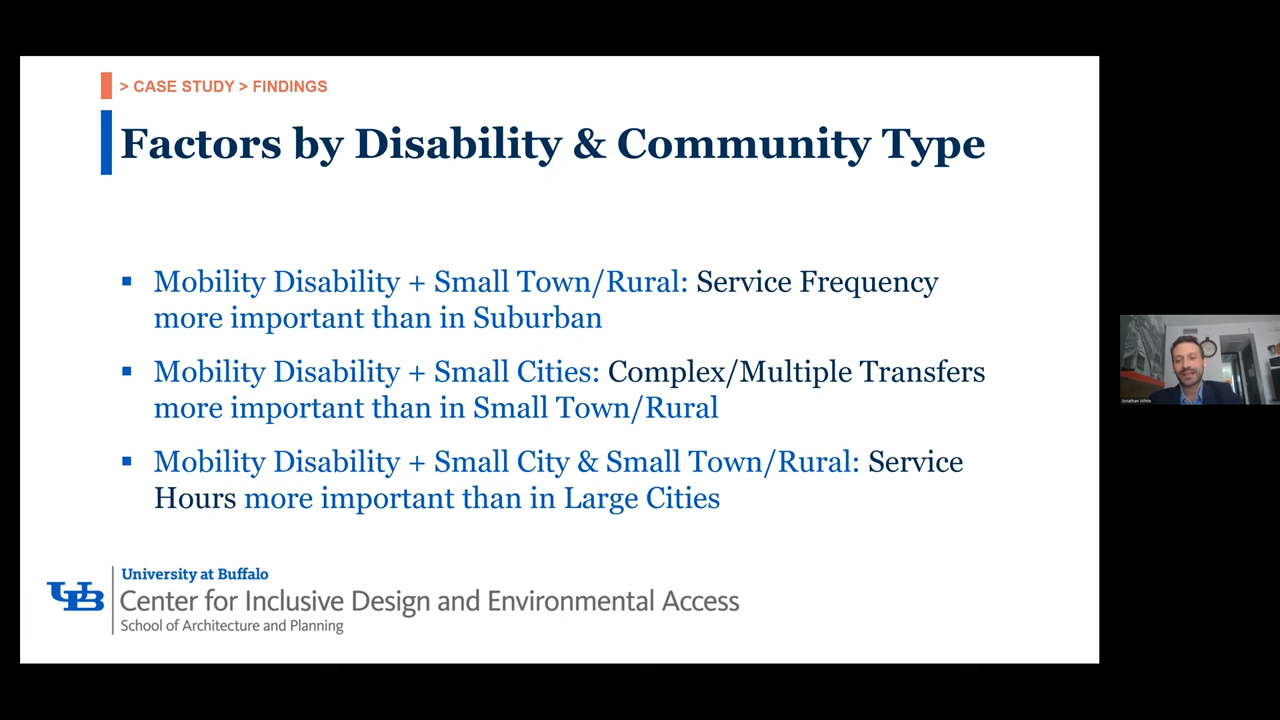 > CASE STUDY > FINDINGS
Factors by Disability & Community Type
▪ Mobility Disability + Small Town/Rural: Service Frequency
more important than in Suburban
▪ Mobility Disability + Small Cities: Complex/Multiple Transfers
more important than in Small Town/Rural
▪ Mobility Disability + Small City & Small Town/Rural: Service
Hours more important than in Large Cities
UB
University at Buffalo
Center for Inclusive Design and Environmental Access
School of Architecture and Planning
Jonathan White